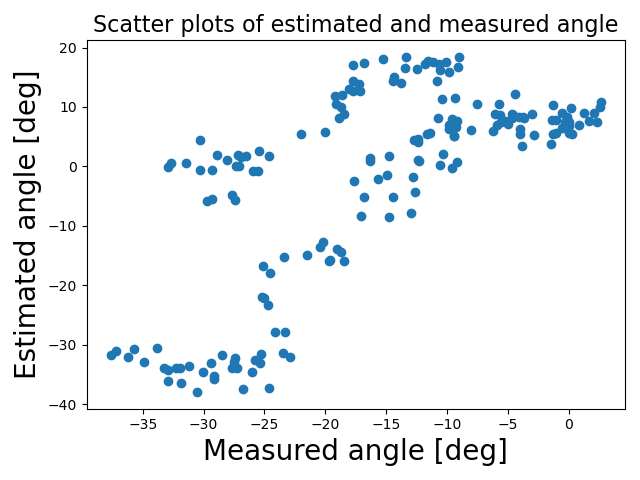 Scatter plots of estimated and measured angle
20
10
0
−10
−20
−30
−40
Estimated angle [deg]
−35 −30 −25 −20 −15 −10 −5 0
Measured angle [deg]